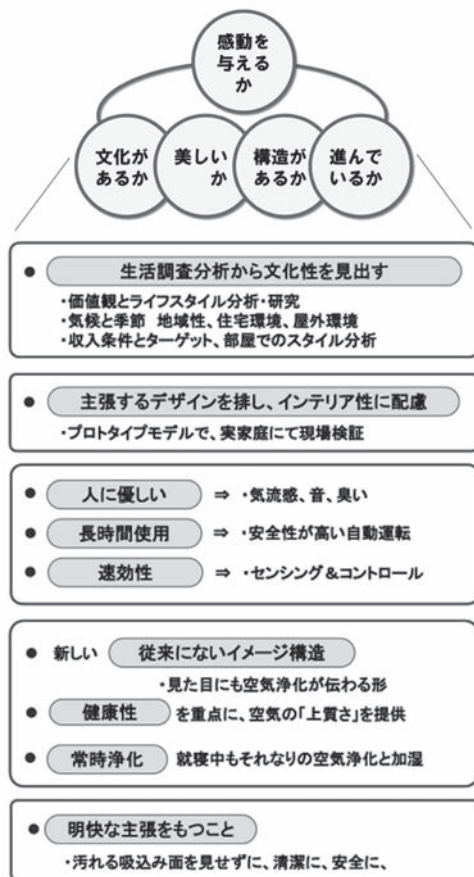 感動を
与える
か
文化が
あるか
美しい
か
構造が
あるか
進んで
いるか
● 生活調査分析から文化性を見出す
・価値観とライフスタイル分析・研究
・気候と季節 地域性、住宅環境、屋外環境
・収入条件とターゲット、部屋でのスタイル分析
● 主張するデザインを排し、インテリア性に配慮
・プロトタイプモデルで、実家庭にて現場検証
● 人に優しい ⇒ ・気流感、音、臭い
● 長時間使用 ⇒ ・安全性が高い自動運転
● 速効性 ⇒ ・センシング＆コントロール
● 新しい 従来にないイメージ構造
・見た目にも空気浄化が伝わる形
● 健康性 を重点に、空気の「上質さ」を提供
● 常時浄化 就寝中もそれなりの空気浄化と加湿
● 明快な主張をもつこと
・汚れる吸込み面を見せずに、清潔に、安全に、